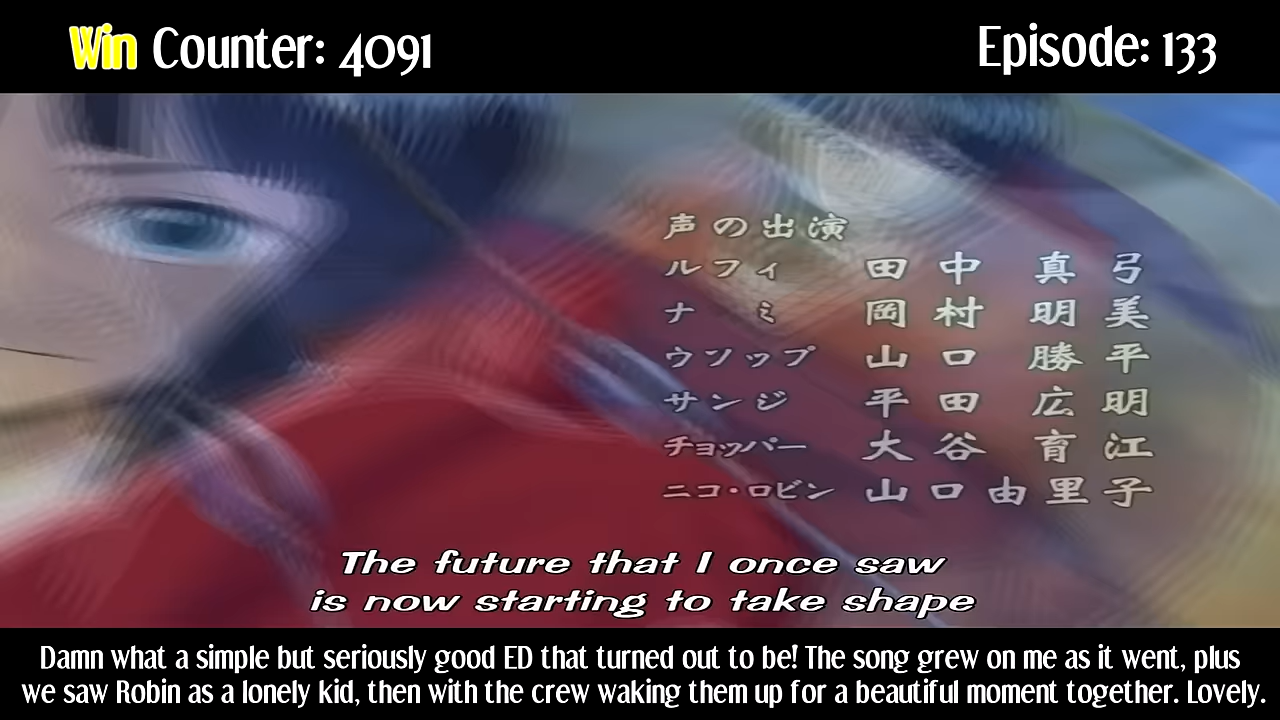 Win Counter: 4091
Episode: 133
声の出演
ルフィ 田中 真弓
ナミ 岡村 明美
ウソップ 山口 勝平
サンジ 平田 広明
チョッパー 大谷 育江
ニコ・ロビン 山口由里子
The future that I once saw
is now starting to take shape
Damn what a simple but seriously good ED that turned out to be! The song grew on me as it went, plus
we saw Robin as a lonely kid, then with the crew waking them up for a beautiful moment together. Lovely.